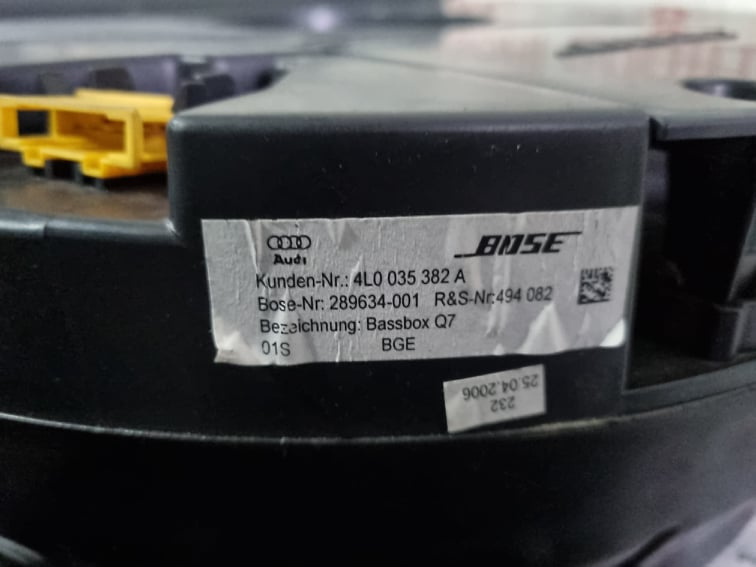 Audi
BOSE
Kunden-Nr.: 4L0 035 382 A
Bose-Nr: 289634-001 R&S-Nr:494 082
Bezeichnung: Bassbox Q7
01S BGE
232
25.04.2006